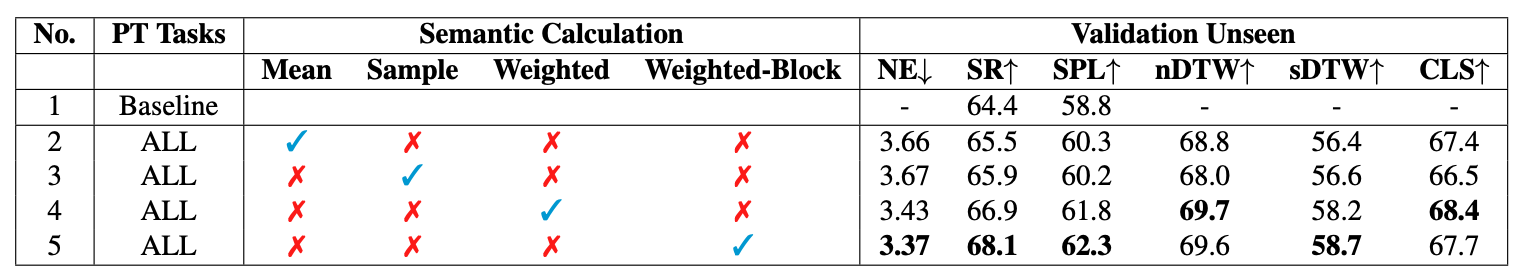 No. PT Tasks Semantic Calculation Validation Unseen
Mean Sample Weighted Weighted-Block NE↓ SR↑ SPL↑ nDTW↑ sDTW↑ CLS↑
1 Baseline - 64.4 58.8 - - -
2 ALL ✓ ✗ ✗ ✗ 3.66 65.5 60.3 68.8 56.4 67.4
3 ALL ✗ ✓ ✗ ✗ 3.67 65.9 60.2 68.0 56.6 66.5
4 ALL ✗ ✗ ✓ ✗ 3.43 66.9 61.8 69.7 58.2 68.4
5 ALL ✗ ✗ ✗ ✓ 3.37 68.1 62.3 69.6 58.7 67.7